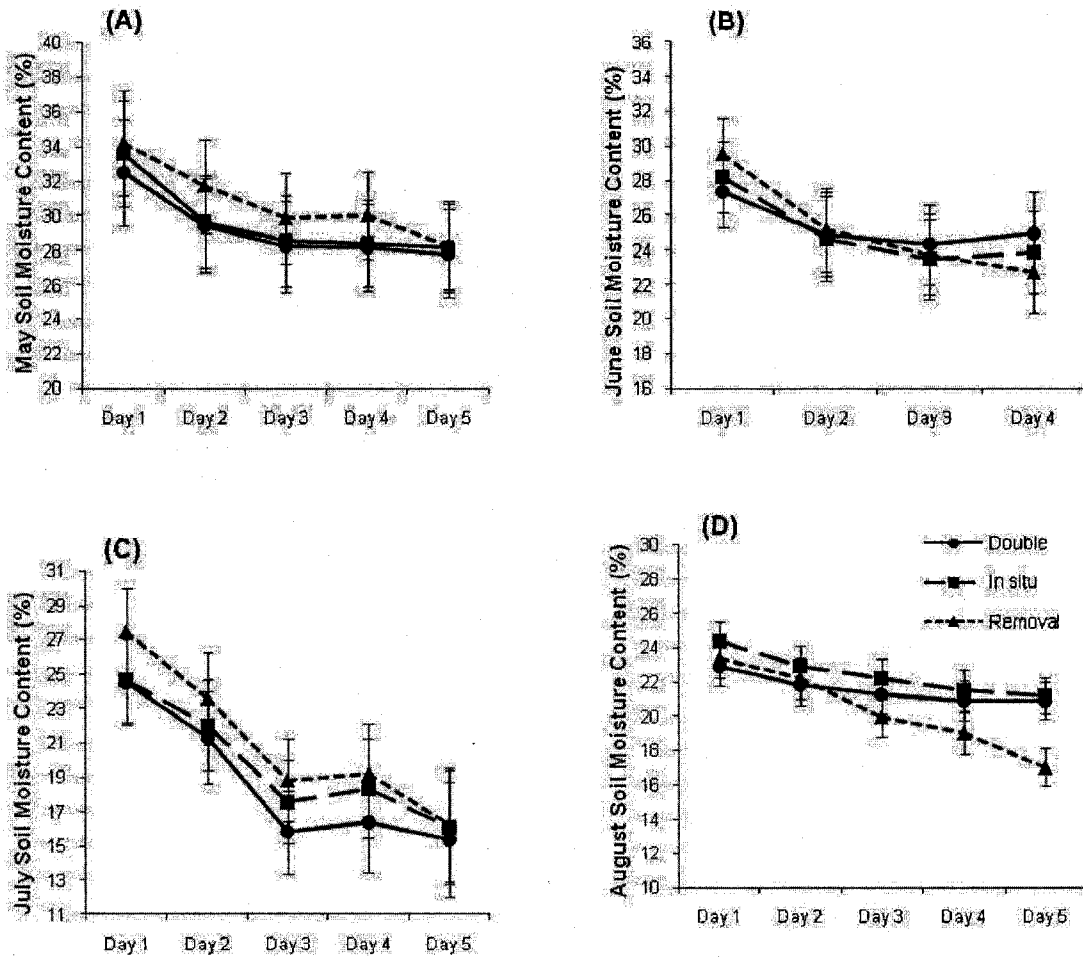 (A)
May Soil Moisture Content (%)
40
38
36
34
32
30
28
26
24
22
20
Day 1 Day 2 Day 3 Day 4 Day 5
(B)
June Soil Moisture Content (%)
36
34
32
30
28
26
24
22
20
18
16
Day 1 Day 2 Day 3 Day 4
(C)
July Soil Moisture Content (%)
31
29
27
25
23
21
19
17
15
13
11
Day 1 Day 2 Day 3 Day 4 Day 5
(D)
August Soil Moisture Content (%)
30
28
26
24
22
20
18
16
14
12
10
Day 1 Day 2 Day 3 Day 4 Day 5
Double
In situ
Removal